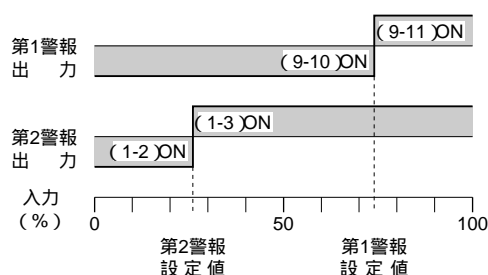 第1警報
出　力
( 9-11 )ON
( 9-10 )ON
第2警報
出　力
( 1-3 )ON
( 1-2 )ON
入力
( % )
0
50
100
第2警報
設 定 値
第1警報
設 定 値